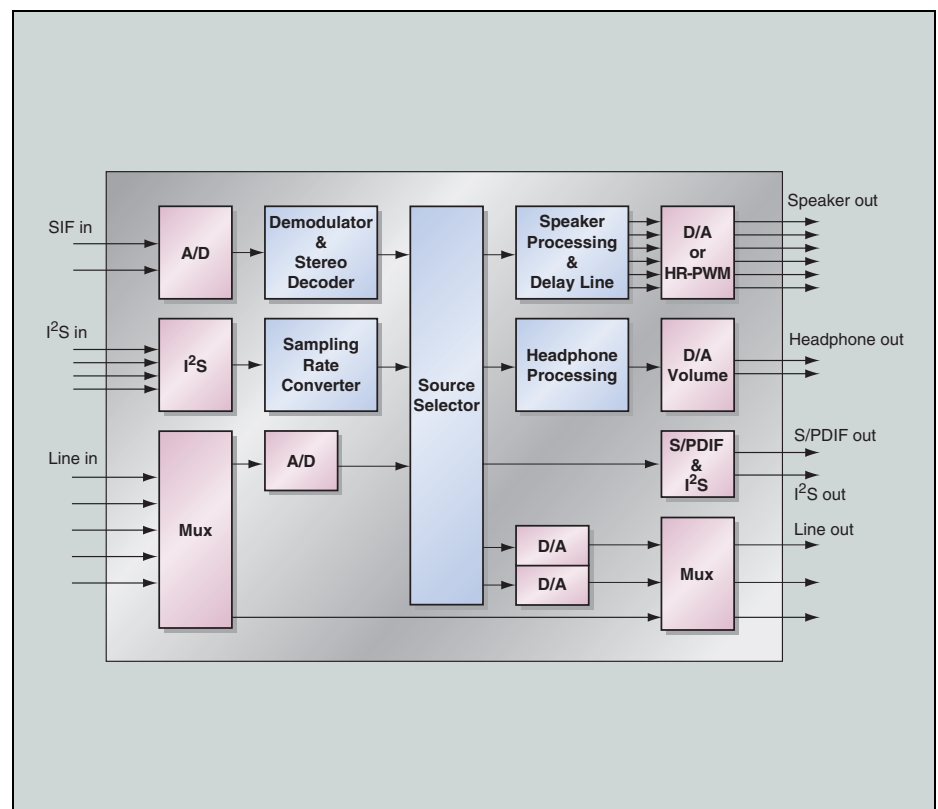 SIF in
A/D
Demodulator
&
Stereo
Decoder
Source
Selector
Speaker
Processing
&
Delay Line
D/A
or
HR-PWM
Speaker out
I²S in
I²S
Sampling
Rate
Converter
Headphone
Processing
D/A
Volume
Headphone out
Line in
Mux
A/D
S/PDIF
&
I²S
S/PDIF out
I²S out
D/A
D/A
Mux
Line out